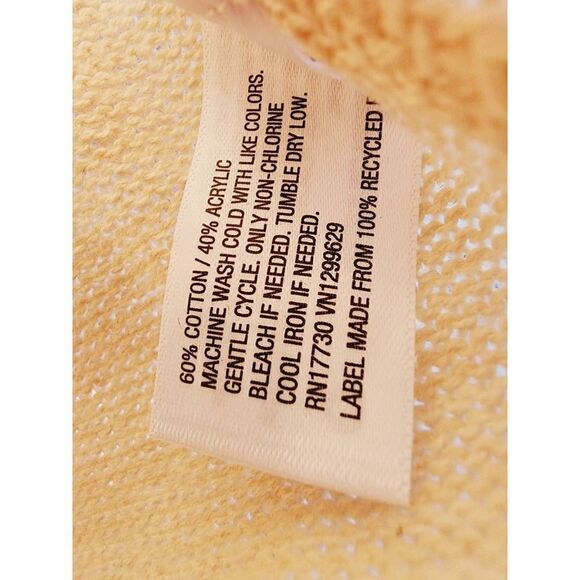 60% COTTON / 40% ACRYLIC
MACHINE WASH COLD WITH LIKE COLORS.
GENTLE CYCLE. ONLY NON-CHLORINE
BLEACH IF NEEDED. TUMBLE DRY LOW.
COOL IRON IF NEEDED.
RN17730 VN1299629
LABEL MADE FROM 100% RECYCLED